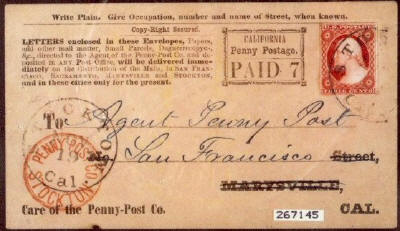 Write Plain. Give Occupation, number and name of Street, when known.
Copy-Right Secured.
LETTERS enclosed in these Envelopes, Papers,
and other mail matter, Small Parcels, Daguerreotypes,
directed to the Agent of the Penny-Post Co. and de-
posited in ANY Post Office, will be delivered imme-
diately on the distribution of the Mails, in SAN FRAN-
CISCO, SACRAMENTO, MARYSVILLE and STOCKTON,
and in these cities only for the present.
CALIFORNIA
Penny Postage.
PAID 7
To Agent Penny Post
No. San Francisco Street,
MARYSVILLE
Care of the Penny-Post Co. CAL.
PENNY POST CO.
STOCKTON
Cal.
267145